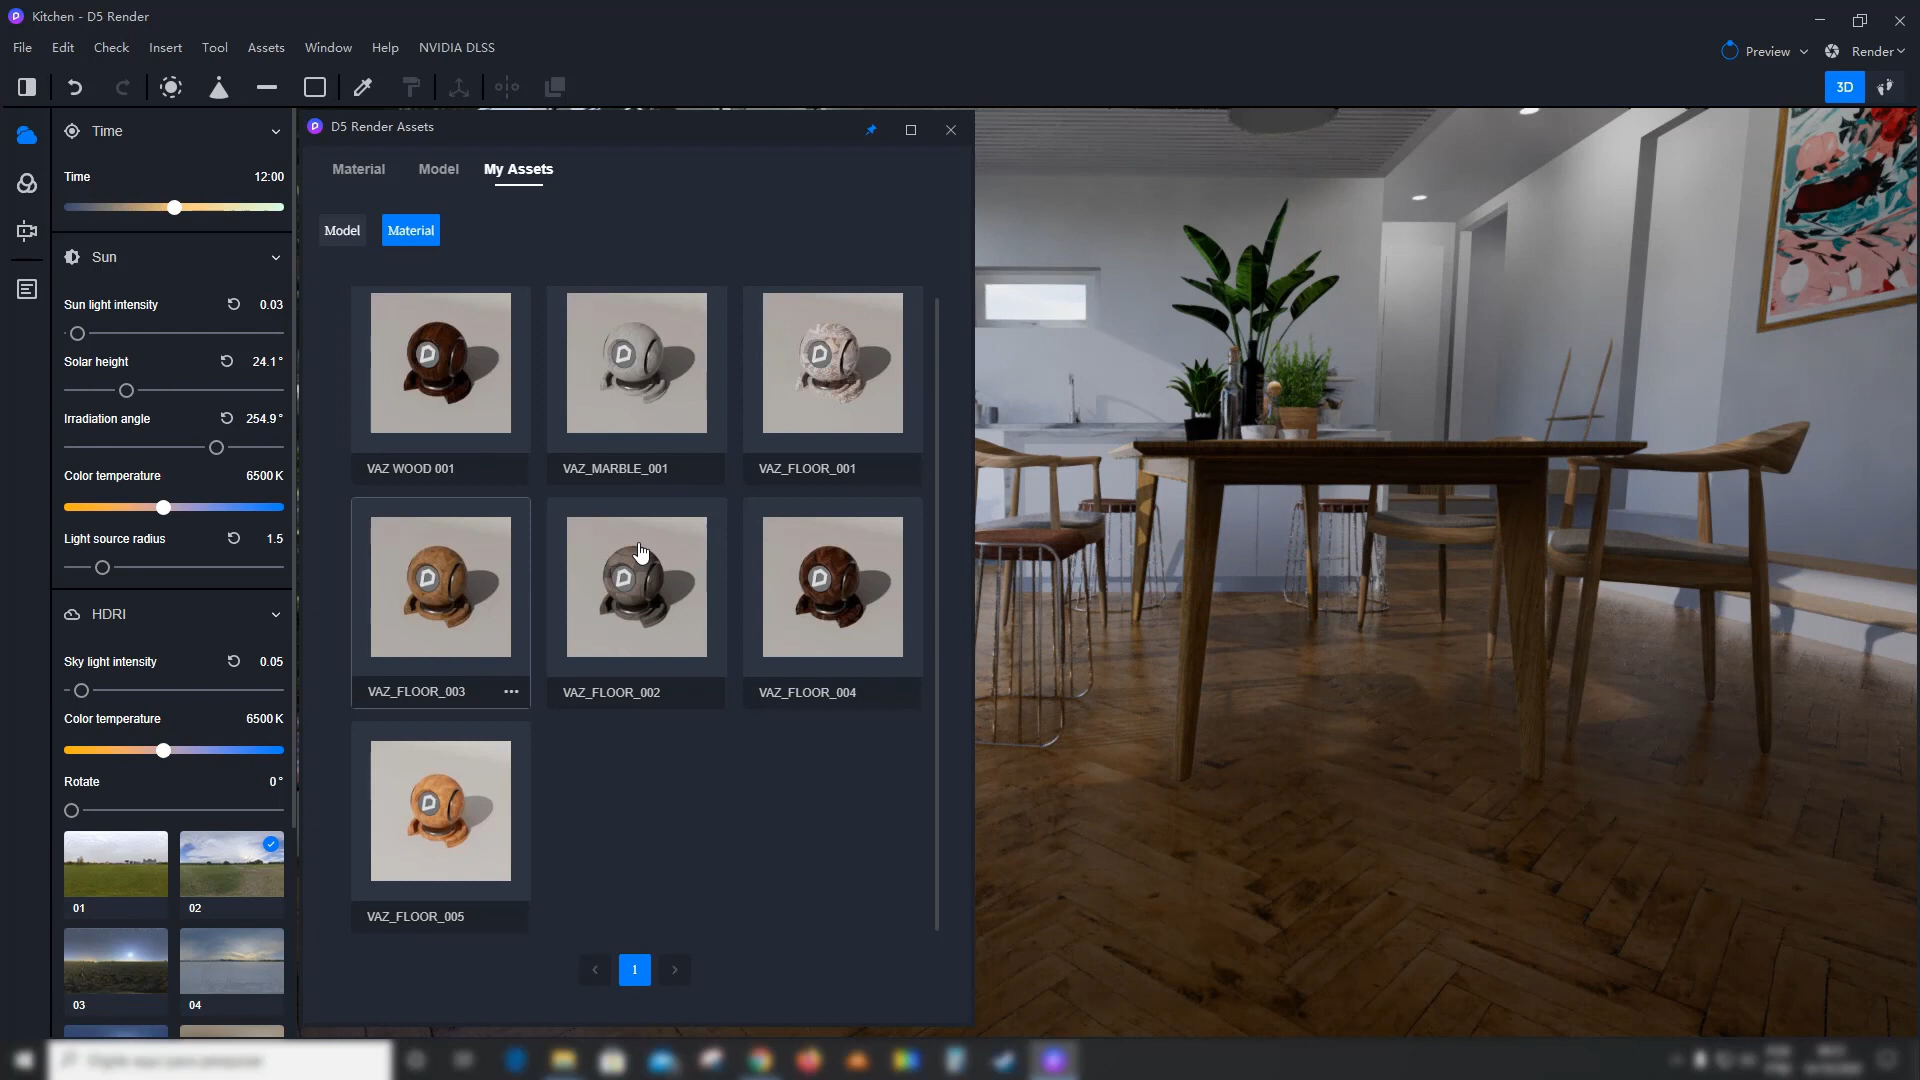 Kitchen - D5 Render
File Edit Check Insert Tool Assets Window Help NVIDIA DLSS
Preview Render
3D
Time
Time 12:00
Sun
Sun light intensity 0.03
Solar height 24.1°
Irradiation angle 254.9°
Color temperature 6500 K
Light source radius 1.5
HDRI
Sky light intensity 0.05
Color temperature 6500 K
Rotate 0°
01 02
03 04
D5 Render Assets
Material Model My Assets
Model Material
VAZ WOOD 001 VAZ_MARBLE_001 VAZ_FLOOR_001
VAZ_FLOOR_003 ••• VAZ_FLOOR_002 VAZ_FLOOR_004
VAZ_FLOOR_005
< 1 >